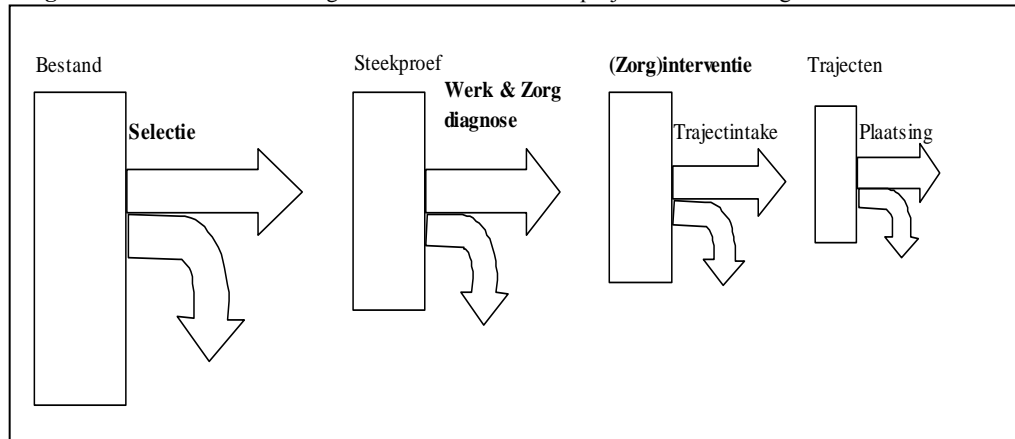 Bestand
Selectie
Steekproef
Werk & Zorg
diagnose
(Zorg)interventie
Trajectintake
Trajecten
Plaatsing